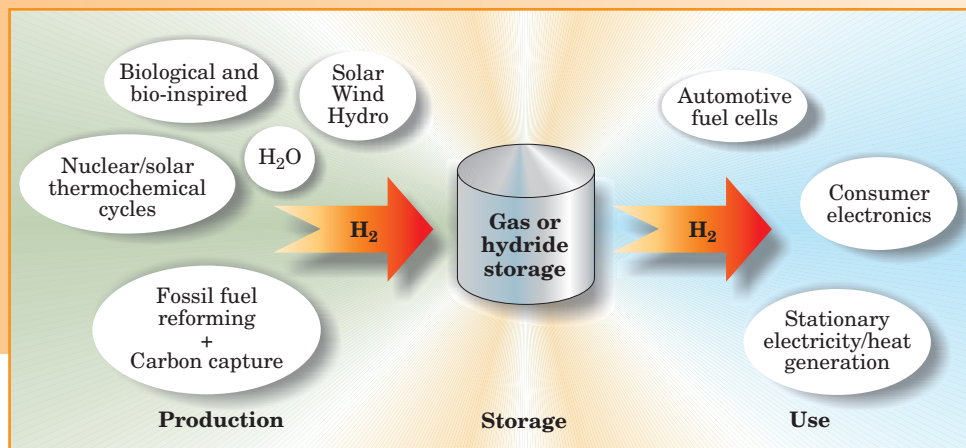 Biological and
bio-inspired
Solar
Wind
Hydro
H₂O
Nuclear/solar
thermochemical
cycles
H₂
Fossil fuel
reforming
+
Carbon capture
Production
Gas or
hydride
storage
Storage
H₂
Automotive
fuel cells
Consumer
electronics
Stationary
electricity/heat
generation
Use